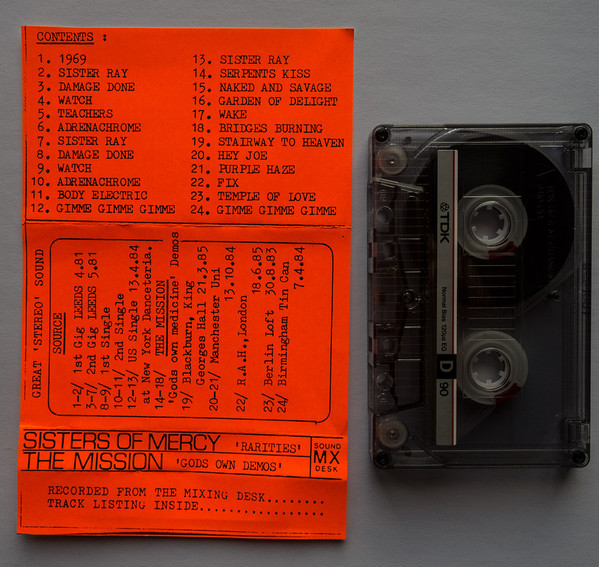 CONTENTS :
1. 1969
2. SISTER RAY
3. DAMAGE DONE
4. WATCH
5. TEACHERS
6. ADRENACHROME
7. SISTER RAY
8. DAMAGE DONE
9. WATCH
10. ADRENACHROME
11. BODY ELECTRIC
12. GIMME GIMME GIMME
13. SISTER RAY
14. SERPENTS KISS
15. NAKED AND SAVAGE
16. GARDEN OF DELIGHT
17. WAKE
18. BRIDGES BURNING
19. STAIRWAY TO HEAVEN
20. HEY JOE
21. PURPLE HAZE
22. FIX
23. TEMPLE OF LOVE
24. GIMME GIMME GIMME
GREAT 'STEREO' SOUND
SOURCE
1-2/ 1st Gig LEEDS 4.81
3-7/ 2nd Gig LEEDS 5.81
8-9/ 1st Single
10-11/ 2nd Single
12-13/ US Single 13.4.84
at New York Danceteria.
14-18/ THE MISSION
'Gods own medicine' Demos
19/ Blackburn, King
Georges Hall 21.3.85
20-21/ Manchester Uni
13.10.84
22/ R.A.H., London
18.6.85
23/ Berlin Loft 30.8.83
24/ Birmingham Tin Can
7.4.84
SISTERS OF MERCY 'RARITIES'
THE MISSION 'GODS OWN DEMOS'
SOUND
MX
DESK
RECORDED FROM THE MIXING DESK.......
TRACK LISTING INSIDE................
TDK
Normal Bias 120μs EQ
D 90